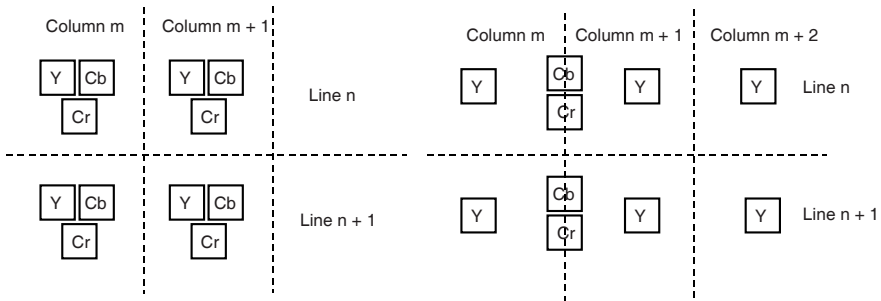 Column m Column m + 1
Y Cb Y Cb
Cr Cr
Line n
Y Cb Y Cb
Cr Cr
Line n + 1
Column m Column m + 1 Column m + 2
Cb
Y Y Y Line n
Cr
Cb
Y Y Y Line n + 1
Cr